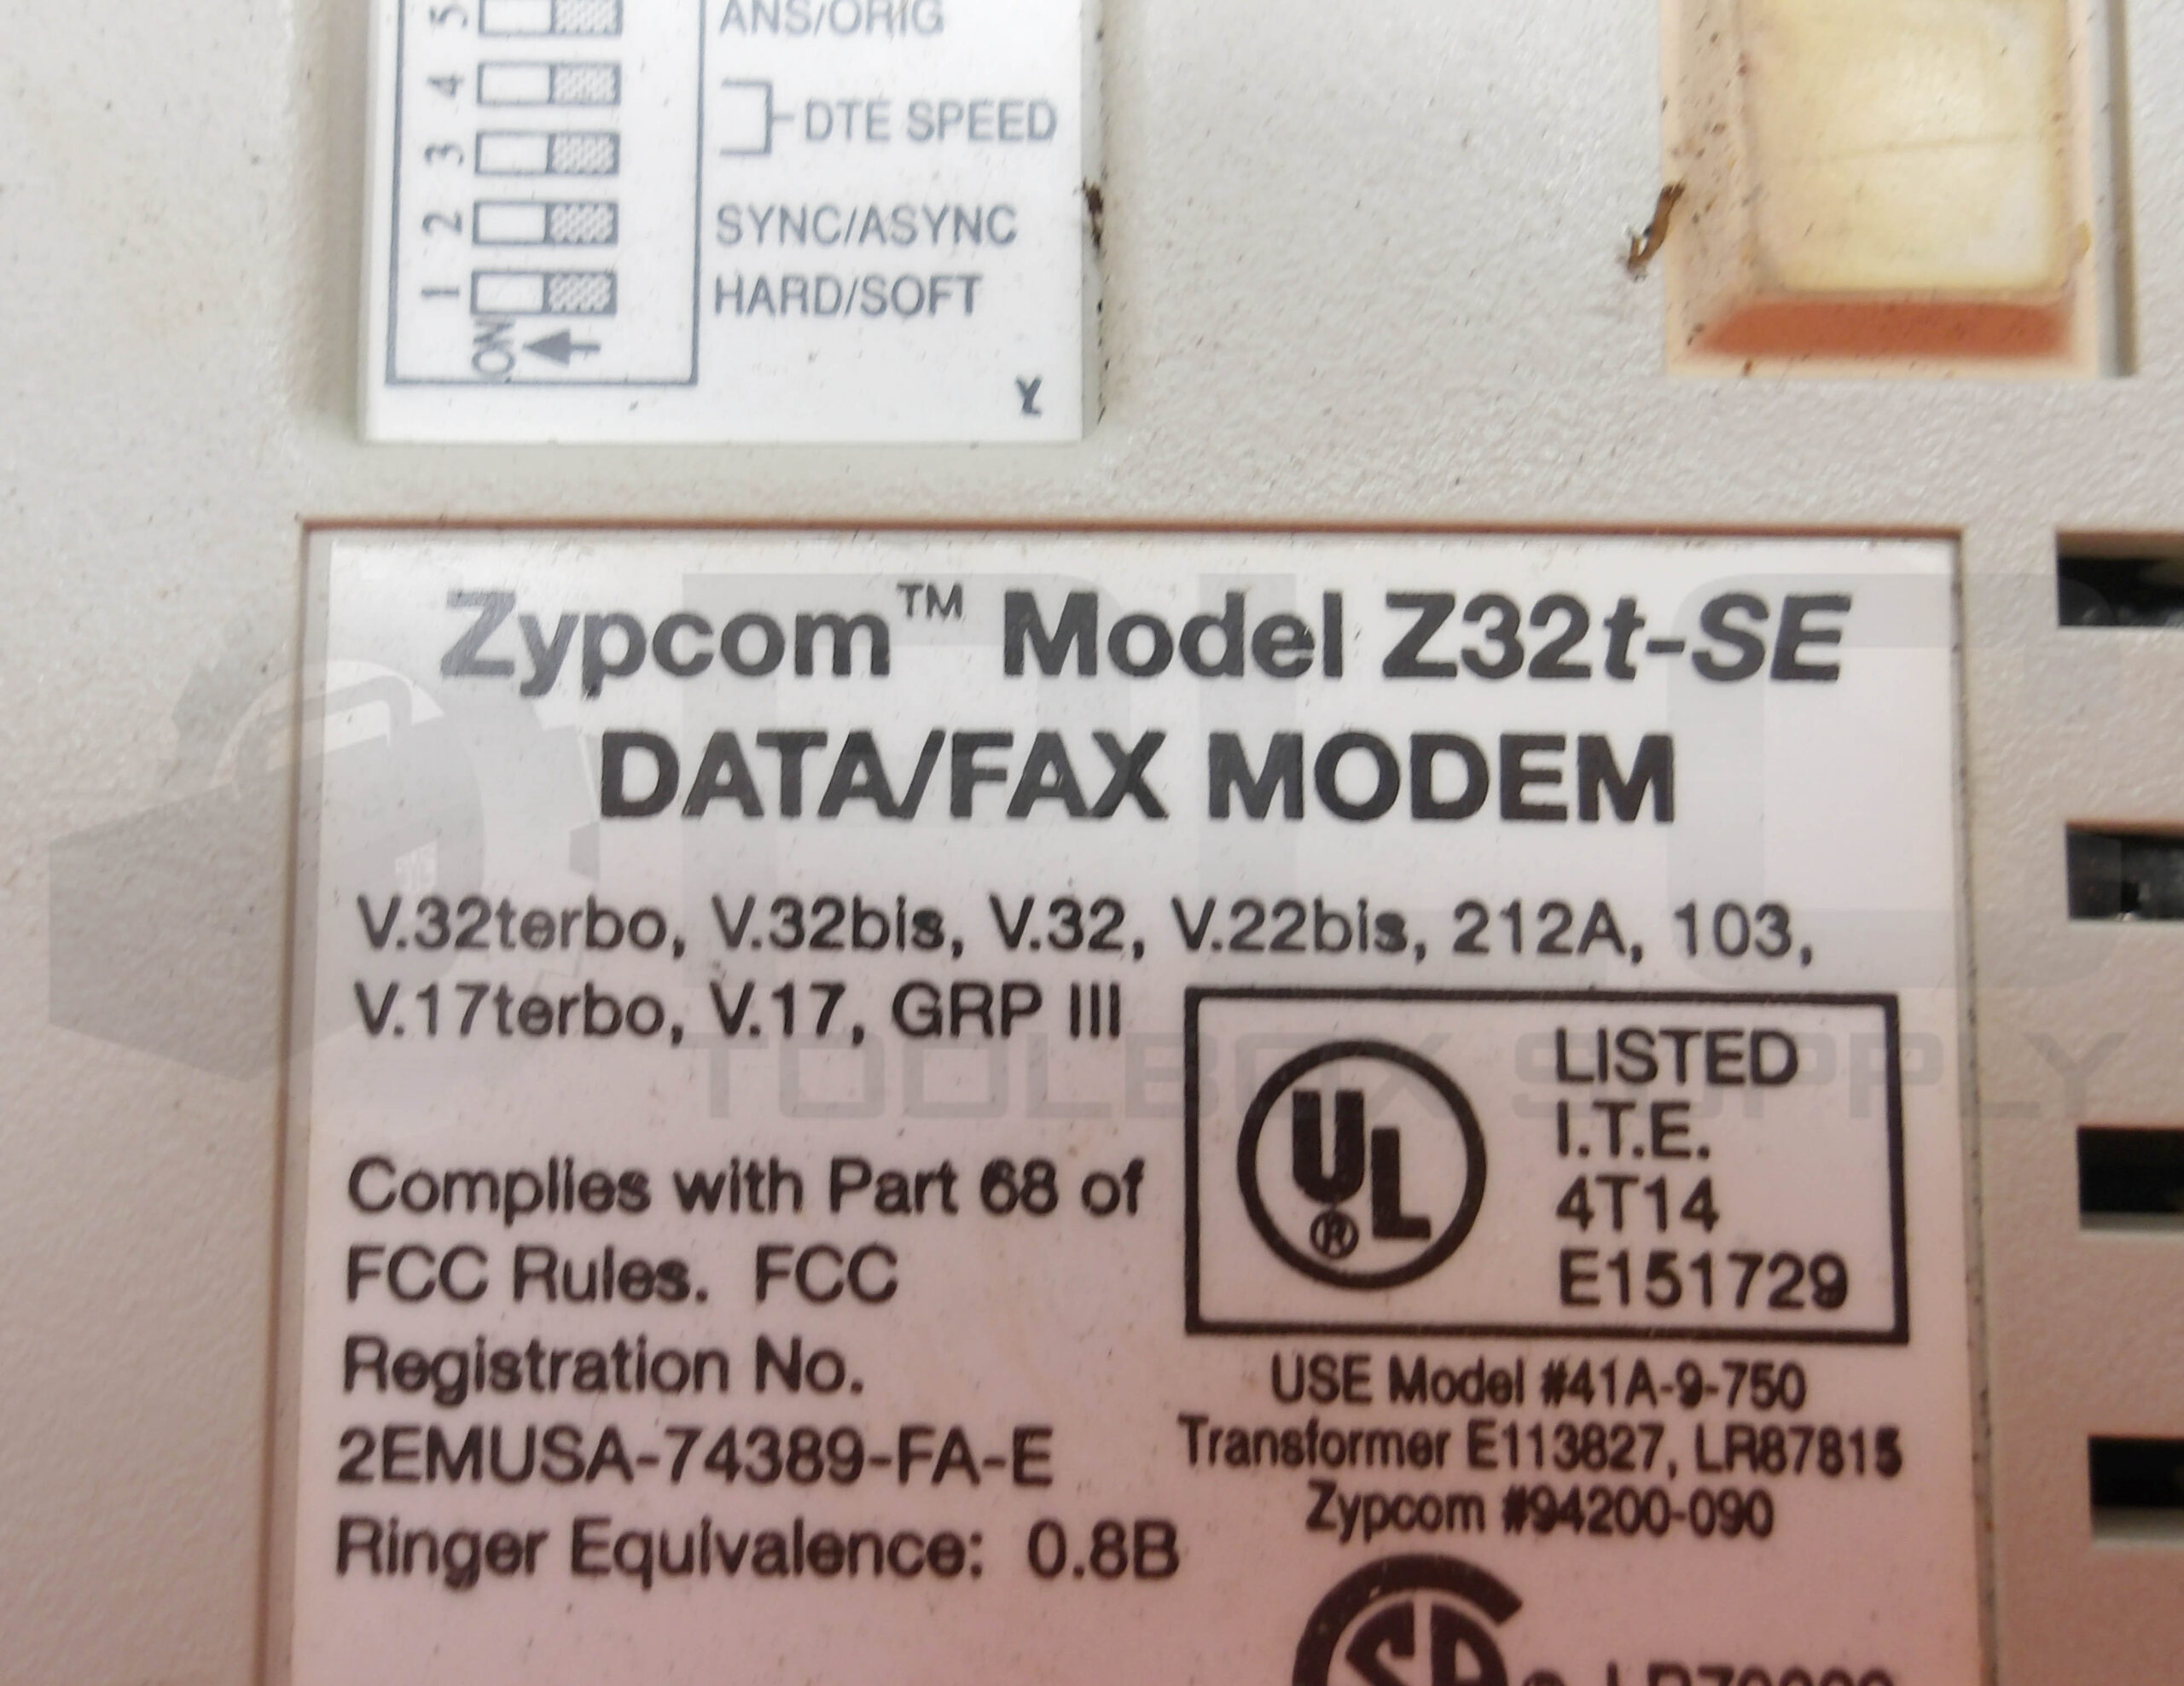 5 ANS/ORIG
4
DTE SPEED
3
2 SYNC/ASYNC
1 HARD/SOFT
ON
Zypcom™ Model Z32t-SE
DATA/FAX MODEM
V.32terbo, V.32bis, V.32, V.22bis, 212A, 103,
V.17terbo, V.17, GRP III
TOOLBOX SUPPLY
LISTED
I.T.E.
4T14
E151729
UL®
Complies with Part 68 of
FCC Rules. FCC
Registration No.
2EMUSA-74389-FA-E
Ringer Equivalence: 0.8B
USE Model #41A-9-750
Transformer E113827, LR87815
Zypcom #94200-090